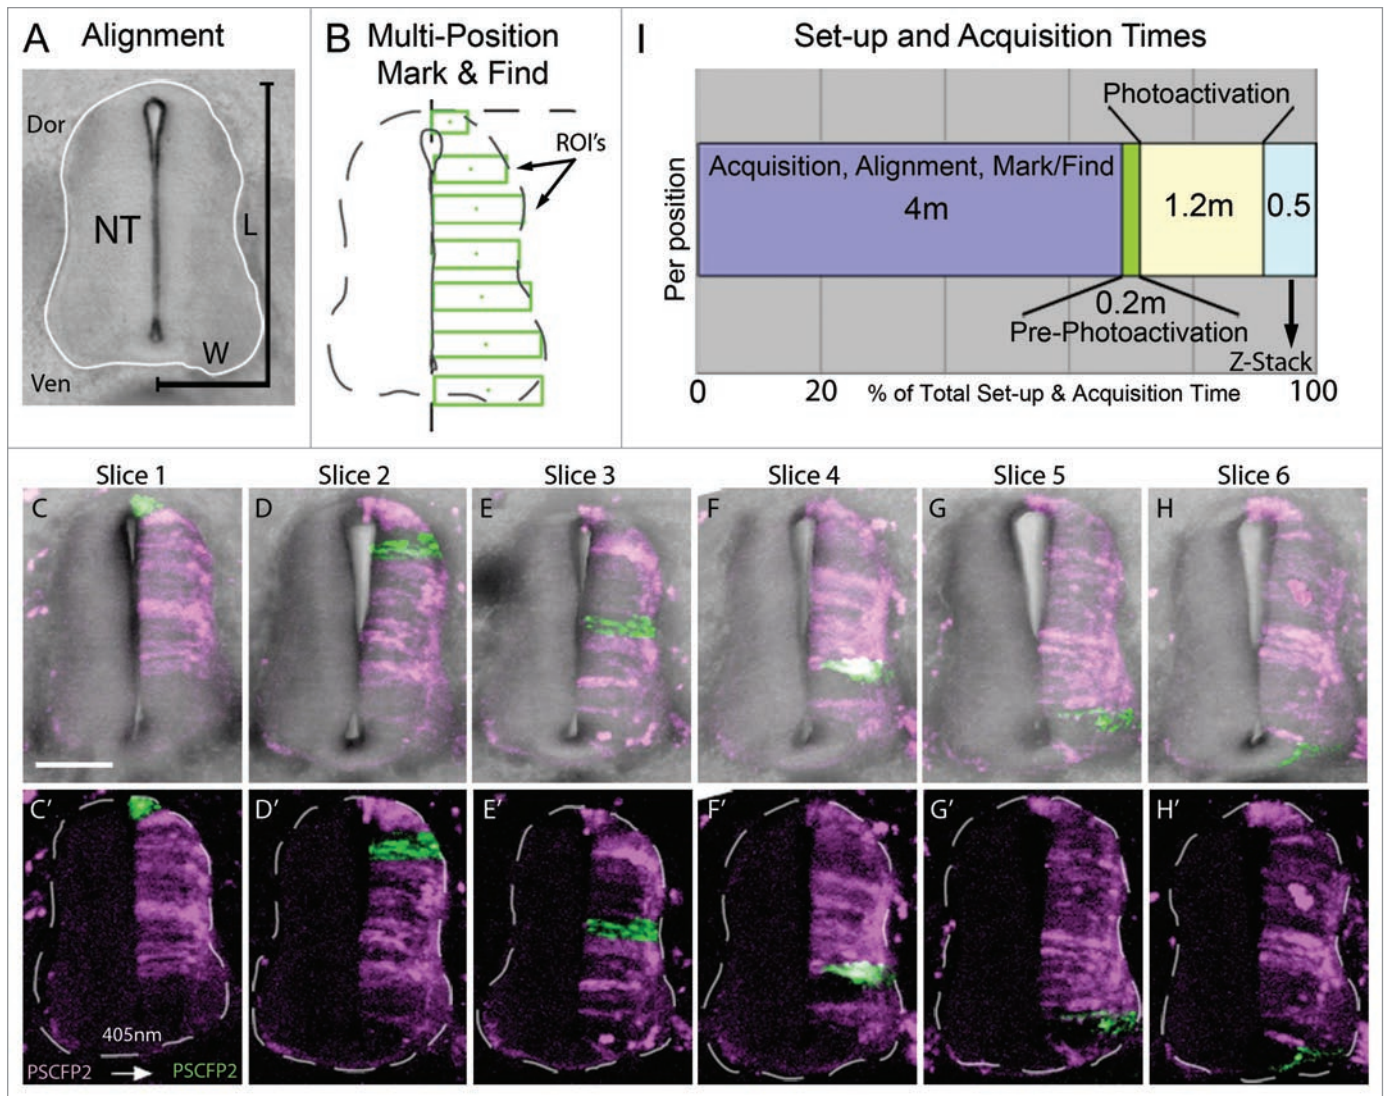 A Alignment
Dor
NT
L
W
Ven
B Multi-Position
Mark & Find
ROI's
I Set-up and Acquisition Times
Photoactivation
Acquisition, Alignment, Mark/Find
4m
1.2m
0.5
Per position
0.2m
Pre-Photoactivation
Z-Stack
0 20 % of Total Set-up & Acquisition Time 100
Slice 1 Slice 2 Slice 3 Slice 4 Slice 5 Slice 6
C D E F G H
C' D' E' F' G' H'
405nm
PSCFP2 PSCFP2